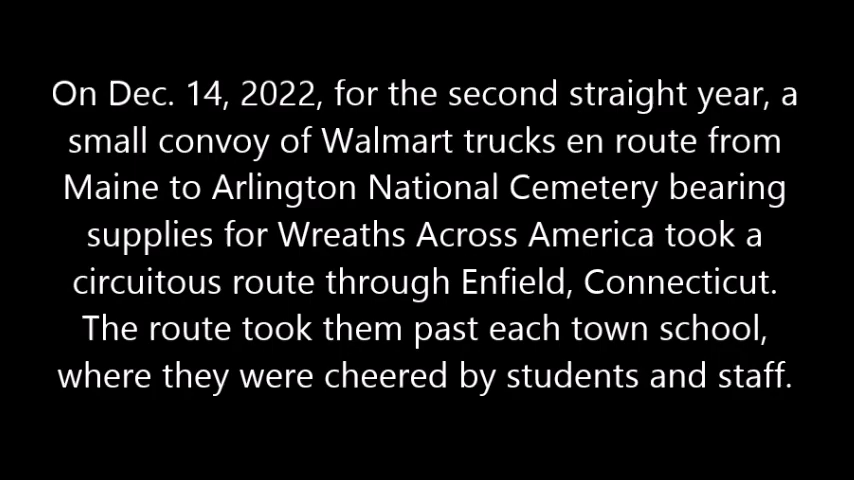 On Dec. 14, 2022, for the second straight year, a
small convoy of Walmart trucks en route from
Maine to Arlington National Cemetery bearing
supplies for Wreaths Across America took a
circuitous route through Enfield, Connecticut.
The route took them past each town school,
where they were cheered by students and staff.